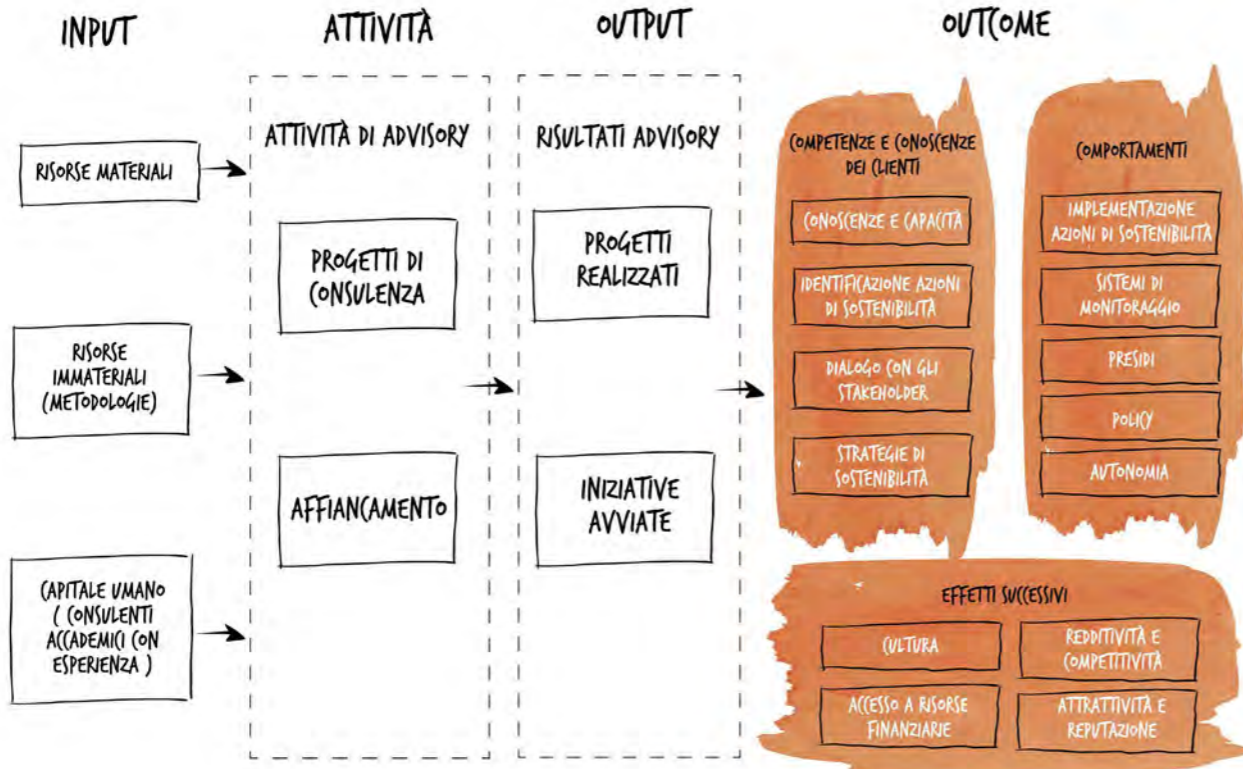 INPUT
ATTIVITÀ
OUTPUT
OUTCOME
RISORSE MATERIALI
RISORSE
IMMATERIALI
(METODOLOGIE)
CAPITALE UMANO
( CONSULENTI
ACCADEMICI CON
ESPERIENZA )
ATTIVITÀ DI ADVISORY
PROGETTI DI
CONSULENZA
AFFIANCAMENTO
RISULTATI ADVISORY
PROGETTI
REALIZZATI
INIZIATIVE
AVVIATE
COMPETENZE E CONOSCENZE
DEI CLIENTI
CONOSCENZE E CAPACITÀ
IDENTIFICAZIONE AZIONI
DI SOSTENIBILITÀ
DIALOGO CON GLI
STAKEHOLDER
STRATEGIE DI
SOSTENIBILITÀ
COMPORTAMENTI
IMPLEMENTAZIONE
AZIONI DI SOSTENIBILITÀ
SISTEMI DI
MONITORAGGIO
PRESIDI
POLICY
AUTONOMIA
EFFETTI SUCCESSIVI
CULTURA
REDDITIVITÀ E
COMPETITIVITÀ
ACCESSO A RISORSE
FINANZIARIE
ATTRATTIVITÀ E
REPUTAZIONE